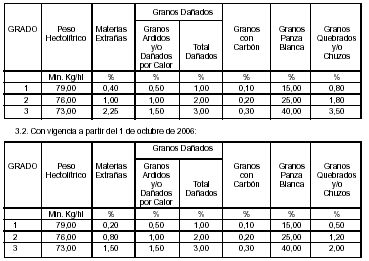 Granos Dañados
GRADO Peso Hectolítrico Materias Extrañas Granos Ardidos y/o Dañados por Calor Total Dañados Granos con Carbón Granos Panza Blanca Granos Quebrados y/o Chuzos
Min. Kg/hl % % % % % %
1 79,00 0,40 0,50 1,00 0,10 15,00 0,80
2 76,00 1,00 1,00 2,00 0,20 25,00 1,80
3 73,00 2,25 1,50 3,00 0,30 40,00 3,50
3.2. Con vigencia a partir del 1 de octubre de 2006:
Granos Dañados
GRADO Peso Hectolítrico Materias Extrañas Granos Ardidos y/o Dañados por Calor Total Dañados Granos con Carbón Granos Panza Blanca Granos Quebrados y/o Chuzos
Min. Kg/hl % % % % % %
1 79,00 0,20 0,50 1,00 0,10 15,00 0,50
2 76,00 0,80 1,00 2,00 0,20 25,00 1,20
3 73,00 1,50 1,50 3,00 0,30 40,00 2,00